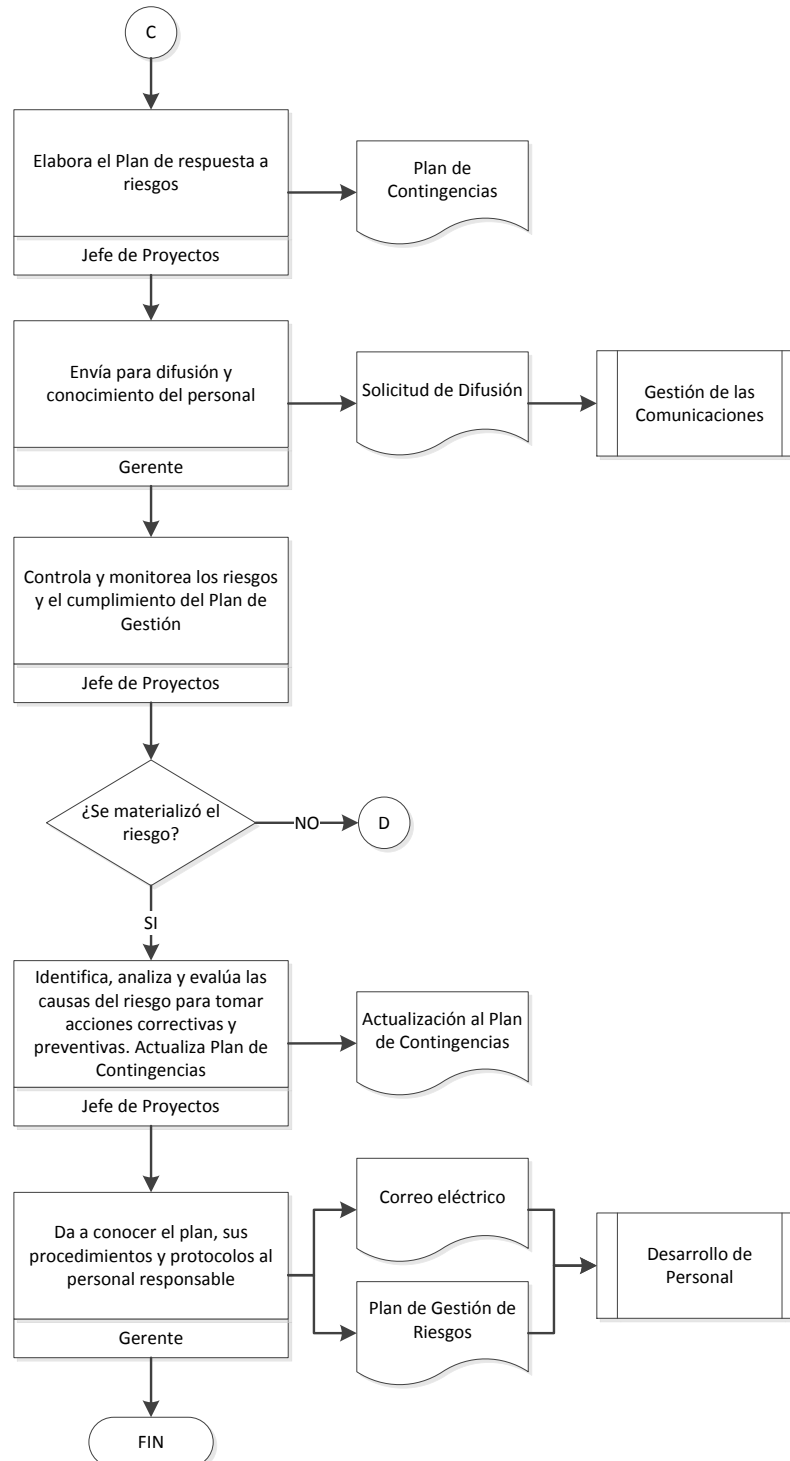 C
Elabora el Plan de respuesta a
riesgos
Jefe de Proyectos
Plan de
Contingencias
Envía para difusión y
conocimiento del personal
Gerente
Solicitud de Difusión
Gestión de las
Comunicaciones
Controla y monitorea los riesgos
y el cumplimiento del Plan de
Gestión
Jefe de Proyectos
¿Se materializó el
riesgo?
NO
D
SI
Identifica, analiza y evalúa las
causas del riesgo para tomar
acciones correctivas y
preventivas. Actualiza Plan de
Contingencias
Jefe de Proyectos
Actualización al Plan
de Contingencias
Da a conocer el plan, sus
procedimientos y protocolos al
personal responsable
Gerente
Correo eléctrico
Plan de Gestión de
Riesgos
Desarrollo de
Personal
FIN